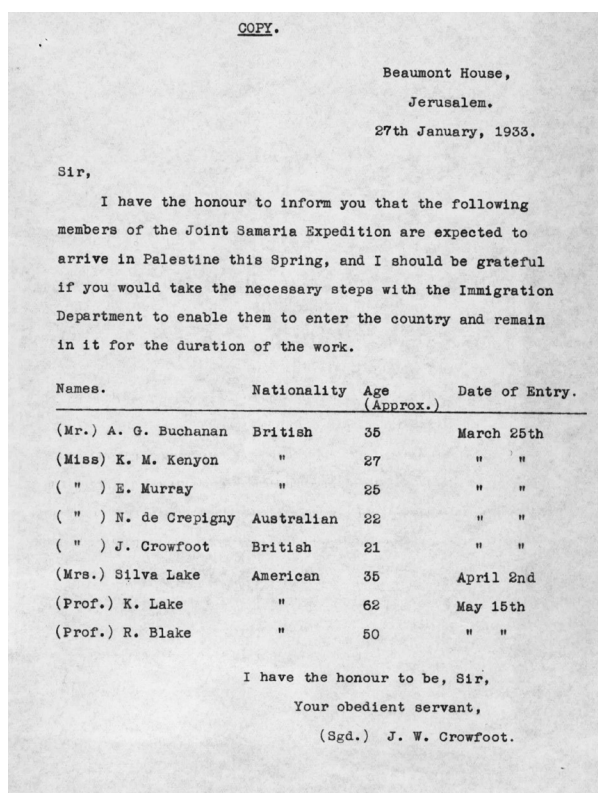 COPY.
Beaumont House,
Jerusalem.
27th January, 1933.
Sir,
I have the honour to inform you that the following
members of the Joint Samaria Expedition are expected to
arrive in Palestine this Spring, and I should be grateful
if you would take the necessary steps with the Immigration
Department to enable them to enter the country and remain
in it for the duration of the work.
Names. Nationality Age Date of Entry.
(Approx.)
(Mr.) A. G. Buchanan British 35 March 25th
(Miss) K. M. Kenyon " 27 " "
( " ) E. Murray " 25 " "
( " ) N. de Crepigny Australian 22 " "
( " ) J. Crowfoot British 21 " "
(Mrs.) Silva Lake American 35 April 2nd
(Prof.) K. Lake " 62 May 15th
(Prof.) R. Blake " 50 " "
I have the honour to be, Sir,
Your obedient servant,
(Sgd.) J. W. Crowfoot.